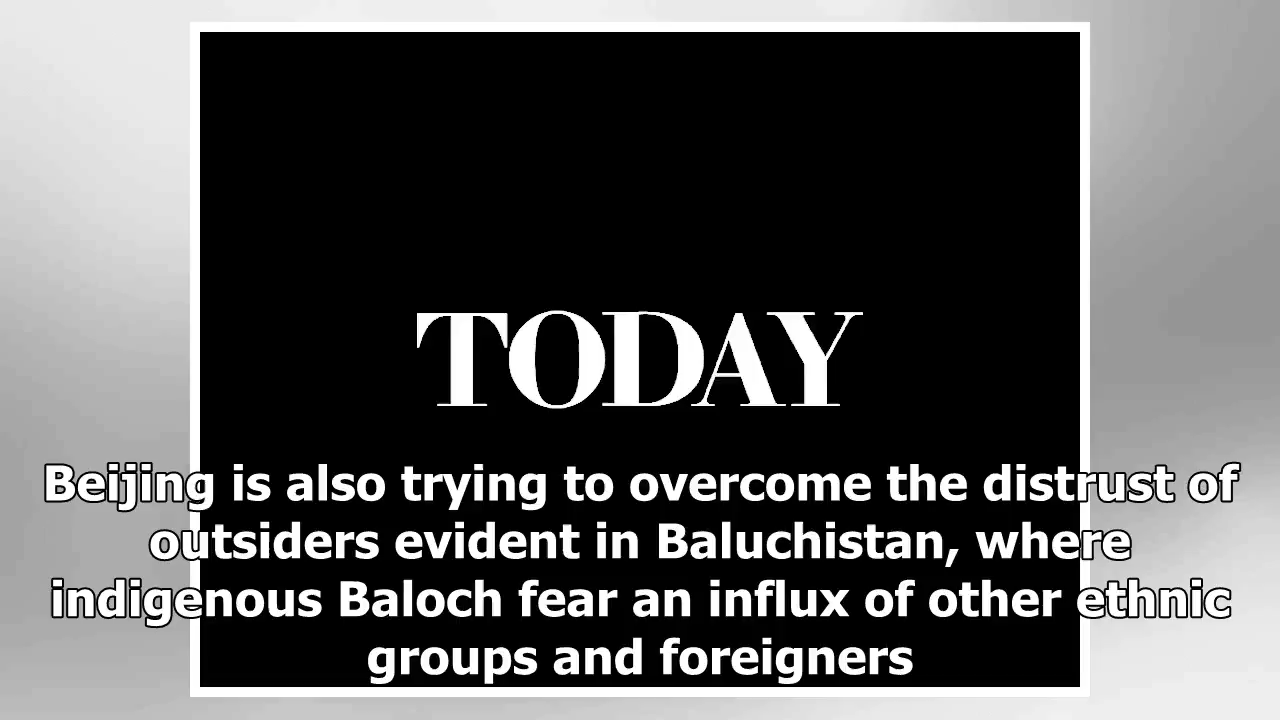 TODAY
Beijing is also trying to overcome the distrust of
outsiders evident in Baluchistan, where
indigenous Baloch fear an influx of other ethnic
groups and foreigners